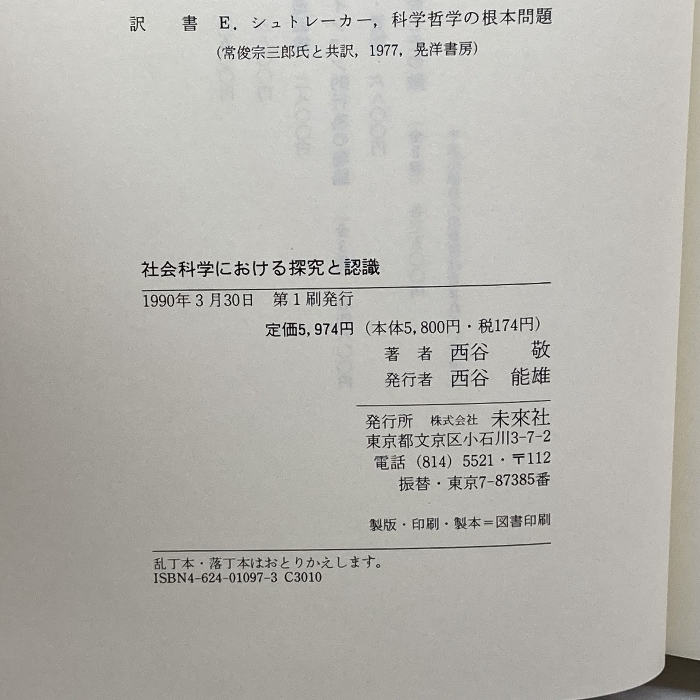 訳　書　E. シュトレーカー，科学哲学の根本問題
（常俊宗三郎氏と共訳，1977，晃洋書房）
社会科学における探究と認識
1990年3月30日　第1刷発行
定価5,974円（本体5,800円・税174円）
著　者　西谷　敬
発行者　西谷　能雄
発行所　株式会社　未來社
東京都文京区小石川3-7-2
電話（814）5521・〒112
振替・東京7-87385番
製版・印刷・製本＝図書印刷
乱丁本・落丁本はおとりかえします。
ISBN4-624-01097-3 C3010